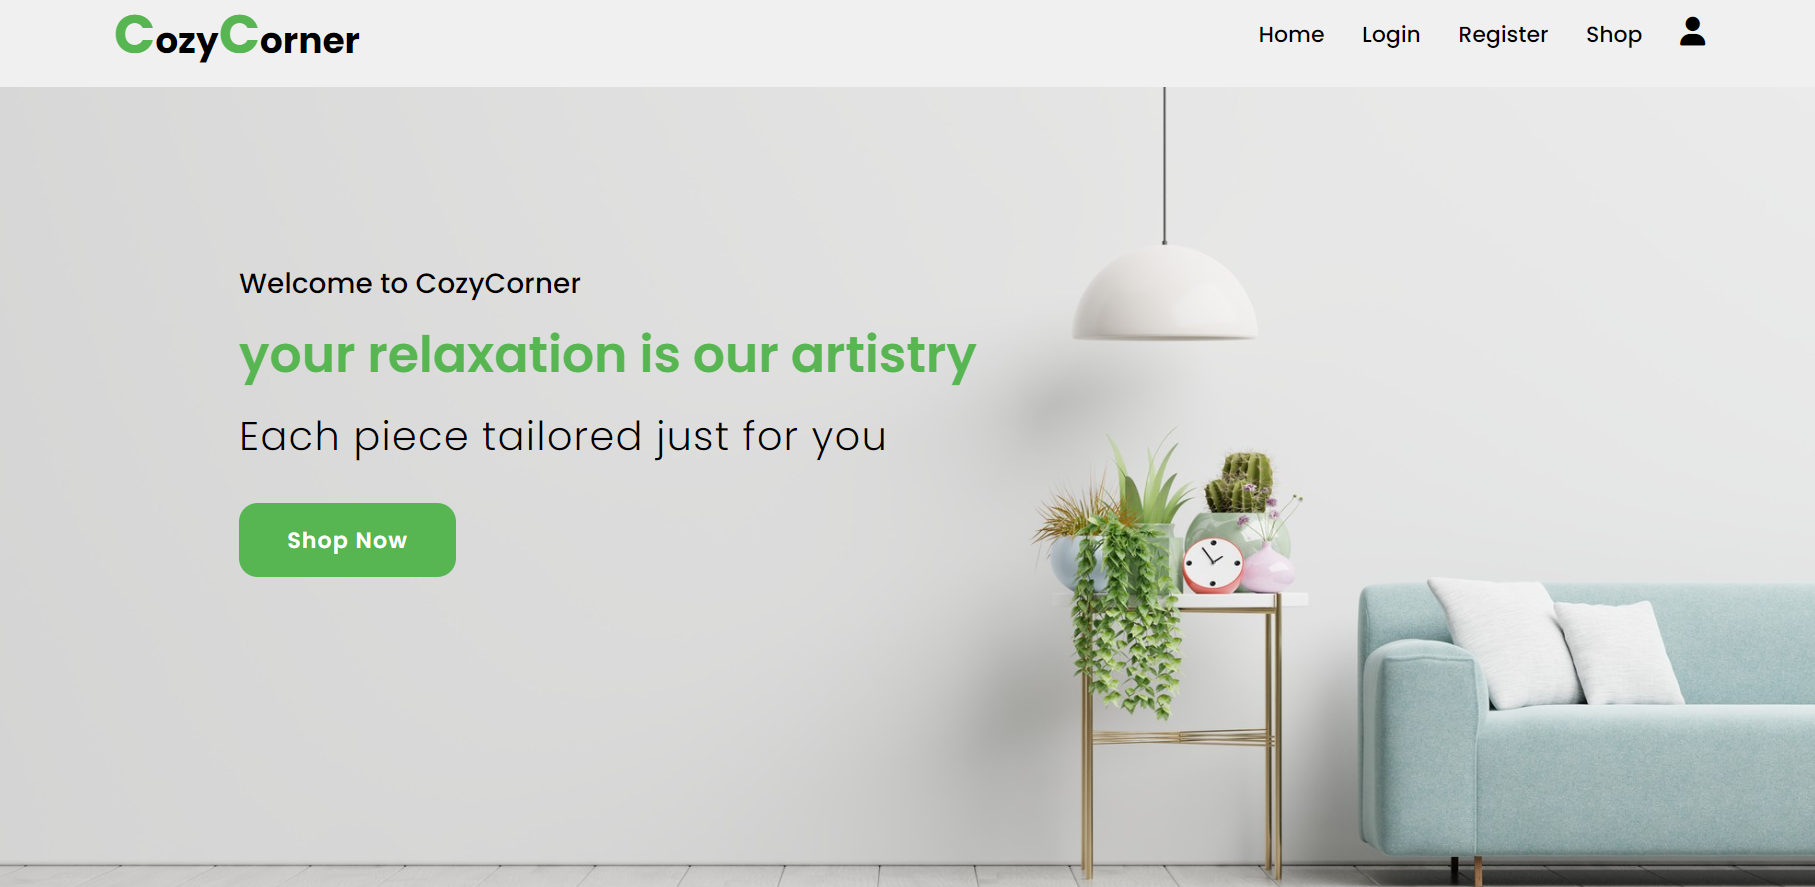 CozyCorner
Home Login Register Shop
Welcome to CozyCorner
your relaxation is our artistry
Each piece tailored just for you
Shop Now